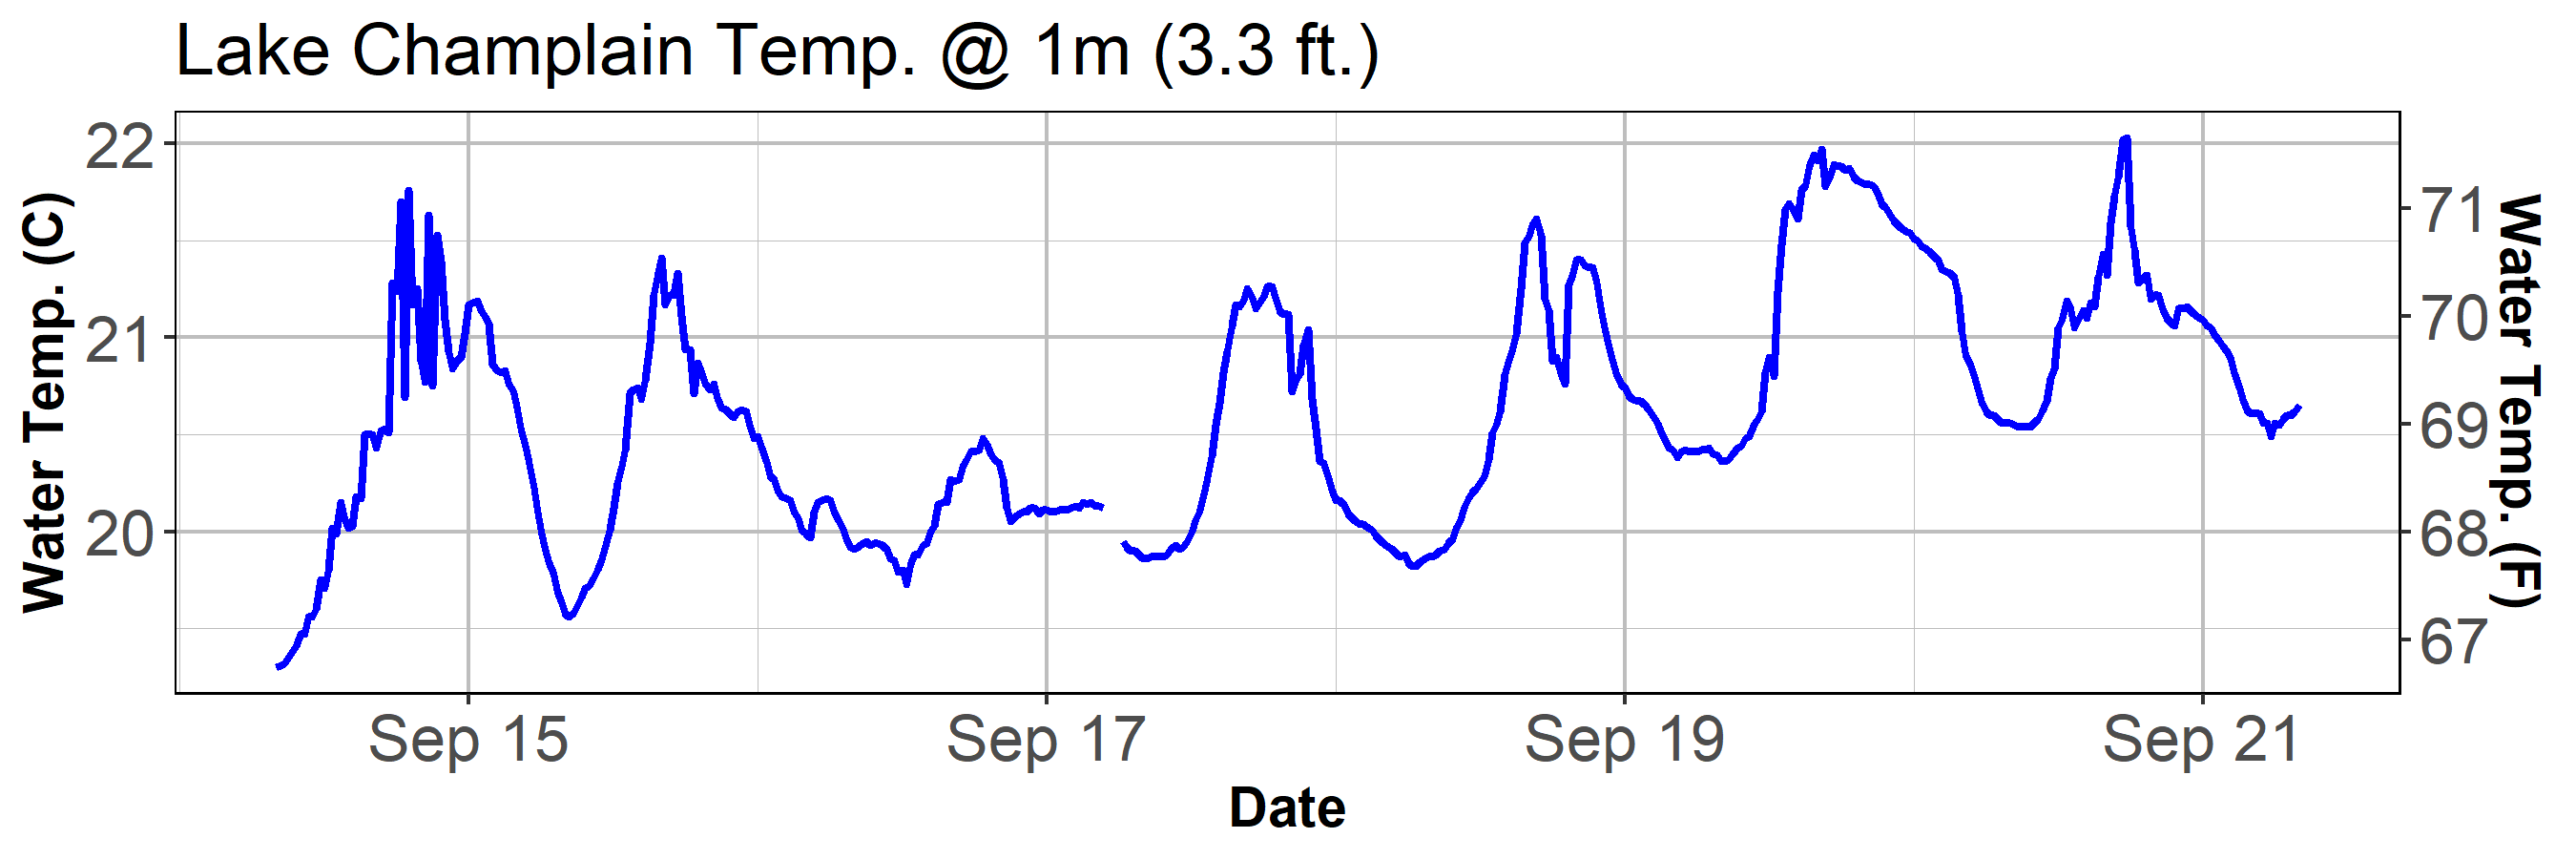 Lake Champlain Temp. @ 1m (3.3 ft.)
Water Temp. (C)
22
21
20
71
70
69
68
67
Water Temp. (F)
Sep 15 Sep 17 Sep 19 Sep 21
Date